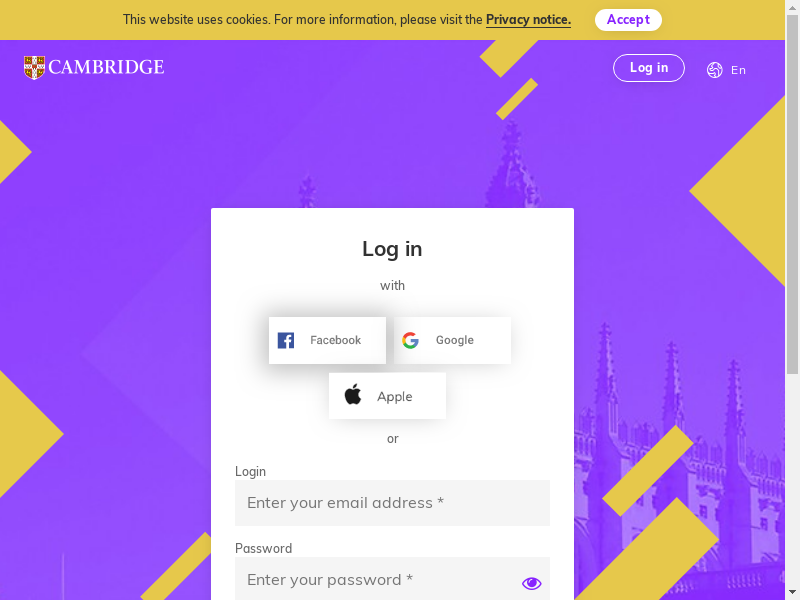 This website uses cookies. For more information, please visit the Privacy notice. Accept
CAMBRIDGE
Log in
En
Log in
with
Facebook
Google
Apple
or
Login
Enter your email address *
Password
Enter your password *